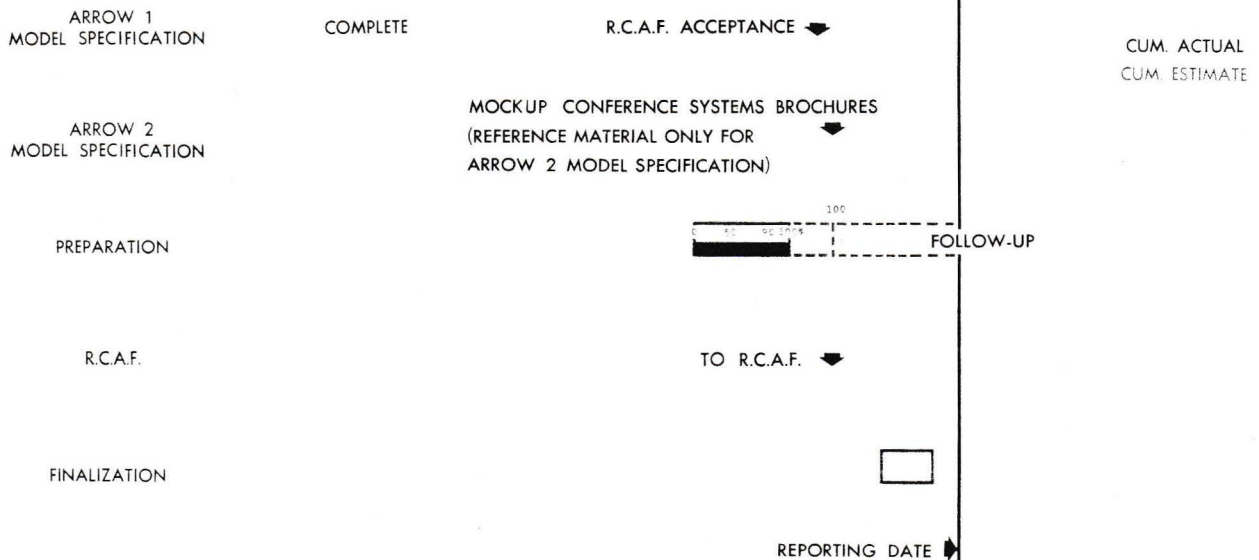 ARROW 1
MODEL SPECIFICATION
COMPLETE
R.C.A.F. ACCEPTANCE
CUM. ACTUAL
CUM. ESTIMATE
ARROW 2
MODEL SPECIFICATION
MOCKUP CONFERENCE SYSTEMS BROCHURES
(REFERENCE MATERIAL ONLY FOR
ARROW 2 MODEL SPECIFICATION)
PREPARATION
100
0 50 90 100%
FOLLOW-UP
R.C.A.F.
TO R.C.A.F.
FINALIZATION
REPORTING DATE